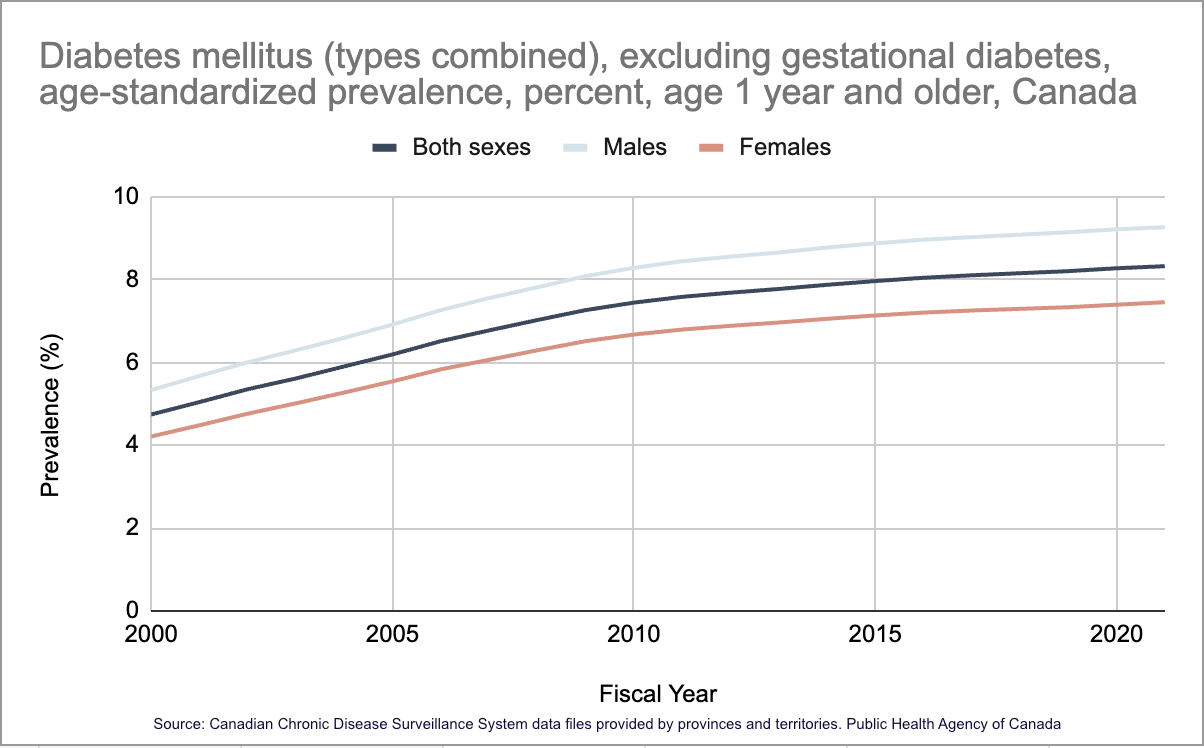 Diabetes mellitus (types combined), excluding gestational diabetes,
age-standardized prevalence, percent, age 1 year and older, Canada
Both sexes Males Females
Prevalence (%)
10
8
6
4
2
0
2000 2005 2010 2015 2020
Fiscal Year
Source: Canadian Chronic Disease Surveillance System data files provided by provinces and territories. Public Health Agency of Canada